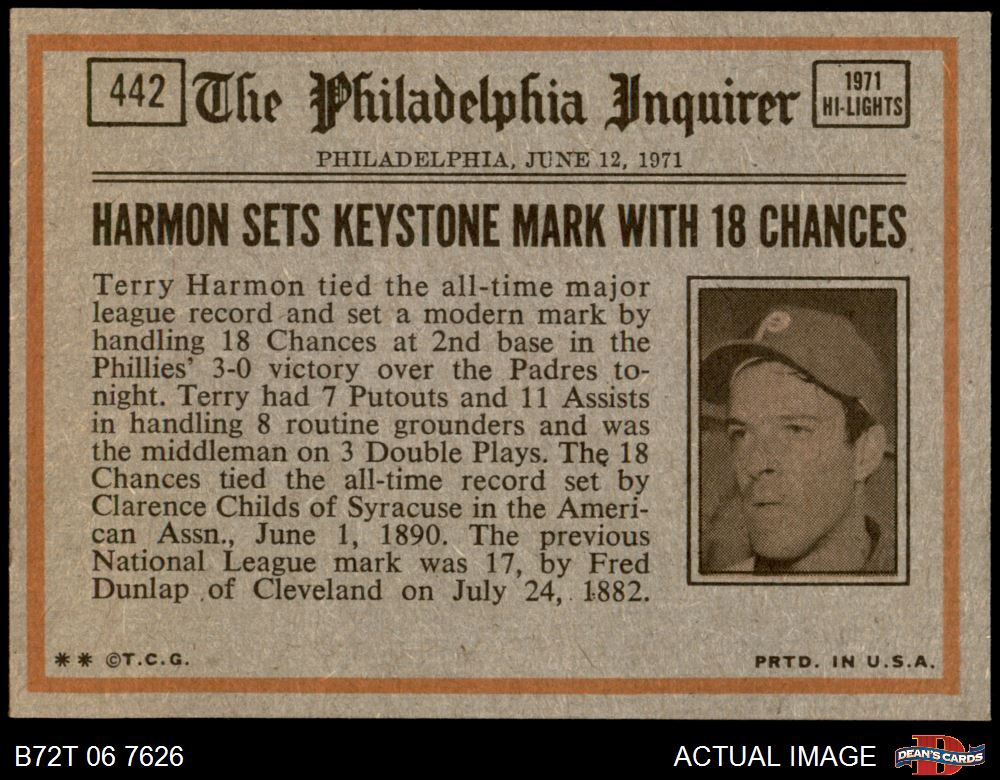 442
The Philadelphia Inquirer
1971
HI-LIGHTS
PHILADELPHIA, JUNE 12, 1971
HARMON SETS KEYSTONE MARK WITH 18 CHANCES
Terry Harmon tied the all-time major
league record and set a modern mark by
handling 18 Chances at 2nd base in the
Phillies' 3-0 victory over the Padres to-
night. Terry had 7 Putouts and 11 Assists
in handling 8 routine grounders and was
the middleman on 3 Double Plays. The 18
Chances tied the all-time record set by
Clarence Childs of Syracuse in the Ameri-
can Assn., June 1, 1890. The previous
National League mark was 17, by Fred
Dunlap of Cleveland on July 24, 1882.
P
** ©T.C.G.
PRTD. IN U.S.A.
B72T 06 7626
ACTUAL IMAGE
D
DEAN'S CARDS